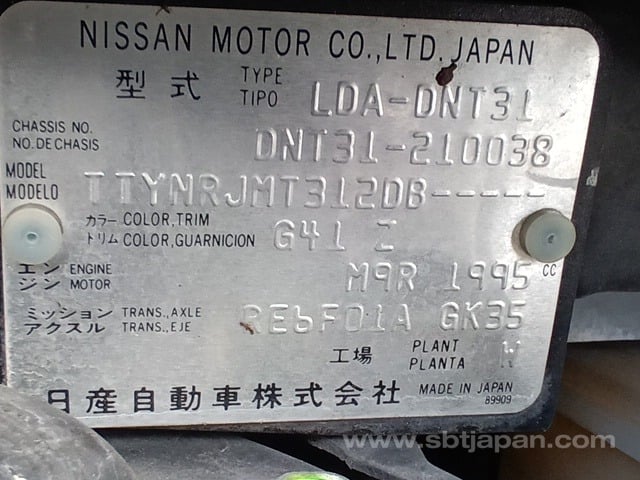 NISSAN MOTOR CO., LTD. JAPAN
型式 TYPE TIPO LDA-DNT31
CHASSIS NO. NO. DE CHASIS DNT31-210038
MODEL MODELO TTYNRJMT312DB-----
カラー COLOR, TRIM
トリム COLOR, GUARNICION G41 Z
エンジン ENGINE MOTOR M9R 1995 CC
ミッション TRANS., AXLE
アクスル TRANS., EJE RE6F01A GK35
工場 PLANT PLANTA W
日産自動車株式会社 MADE IN JAPAN
89909
www.sbtjapan.com